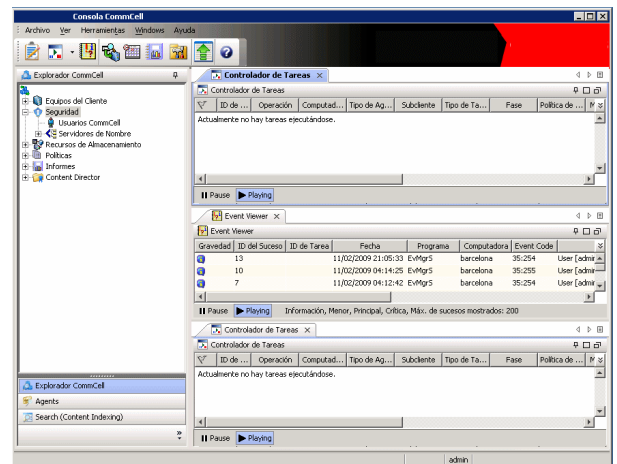 Consola CommCell
Archivo Ver Herramientas Windows Ayuda
Explorador CommCell
Equipos del Cliente
Seguridad
Usuarios CommCell
Servidores de Nombre
Recursos de Almacenamiento
Políticas
Informes
Content Director
Explorador CommCell
Agents
Search (Content Indexing)
Controlador de Tareas
Controlador de Tareas
ID de ... Operación Computad... Tipo de Ag... Subcliente Tipo de Ta... Fase Política de ... M
Actualmente no hay tareas ejecutándose.
Pause Playing
Event Viewer
Event Viewer
Gravedad ID del Suceso ID de Tarea Fecha Programa Computadora Event Code
13 11/02/2009 21:05:33 EvMgrS barcelona 35:254 User [admir
10 11/02/2009 04:14:25 EvMgrS barcelona 35:255 User [admir
7 11/02/2009 04:12:42 EvMgrS barcelona 35:254 User [admir
Pause Playing Información, Menor, Principal, Crítica, Máx. de sucesos mostrados: 200
Controlador de Tareas
Controlador de Tareas
ID de ... Operación Computad... Tipo de Ag... Subcliente Tipo de Ta... Fase Política de ... M
Actualmente no hay tareas ejecutándose.
Pause Playing
admin